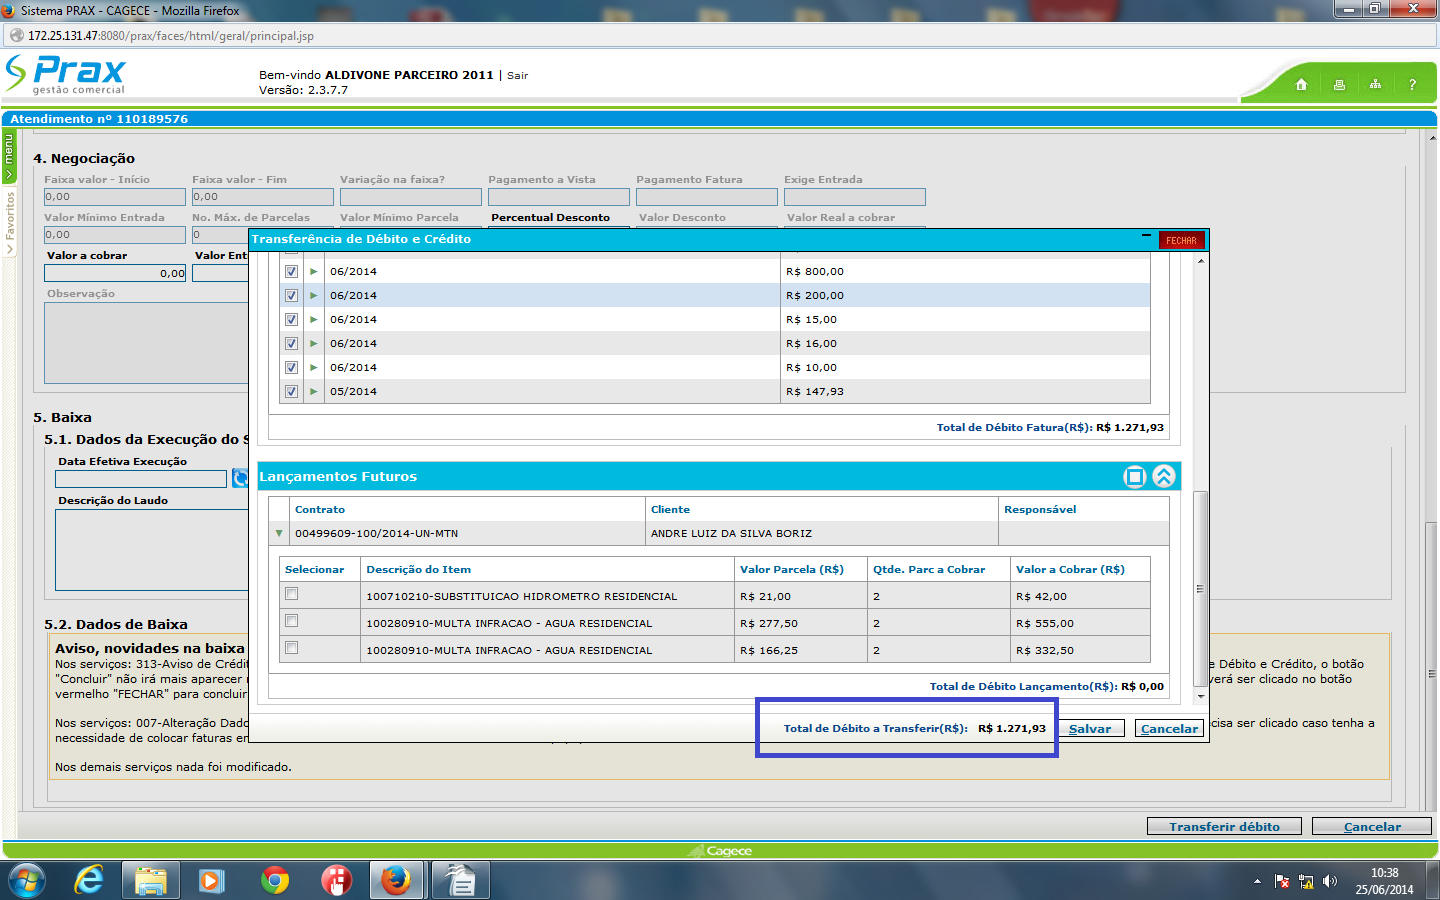 Sistema PRAX - CAGECE - Mozilla Firefox
172.25.131.47:8080/prax/faces/html/geral/principal.jsp
Prax
gestão comercial
Bem-vindo ALDIVONE PARCEIRO 2011 | Sair
Versão: 2.3.7.7
?
Atendimento nº 110189576
menu
Favoritos
4. Negociação
Faixa valor - Início Faixa valor - Fim Variação na faixa? Pagamento a Vista Pagamento Fatura Exige Entrada
0,00 0,00
Valor Mínimo Entrada No. Máx. de Parcelas Valor Mínimo Parcela Percentual Desconto Valor Desconto Valor Real a cobrar
0,00 0
Valor a cobrar Valor Ent
0,00
Observação
Transferência de Débito e Crédito
FECHAR
06/2014 R$ 800,00
06/2014 R$ 200,00
06/2014 R$ 15,00
06/2014 R$ 16,00
06/2014 R$ 10,00
05/2014 R$ 147,93
Total de Débito Fatura(R$): R$ 1.271,93
Lançamentos Futuros
Contrato Cliente Responsável
00499609-100/2014-UN-MTN ANDRE LUIZ DA SILVA BORIZ
Selecionar Descrição do Item Valor Parcela (R$) Qtde. Parc a Cobrar Valor a Cobrar (R$)
100710210-SUBSTITUICAO HIDROMETRO RESIDENCIAL R$ 21,00 2 R$ 42,00
100280910-MULTA INFRACAO - AGUA RESIDENCIAL R$ 277,50 2 R$ 555,00
100280910-MULTA INFRACAO - AGUA RESIDENCIAL R$ 166,25 2 R$ 332,50
Total de Débito Lançamento(R$): R$ 0,00
Total de Débito a Transferir(R$): R$ 1.271,93 Salvar Cancelar
5. Baixa
5.1. Dados da Execução do S
Data Efetiva Execução
Descrição do Laudo
5.2. Dados de Baixa
Aviso, novidades na baixa
Nos serviços: 313-Aviso de Crédit e Débito e Crédito, o botão
"Concluir" não irá mais aparecer verá ser clicado no botão
vermelho "FECHAR" para concluir
Nos serviços: 007-Alteração Dado cisa ser clicado caso tenha a
necessidade de colocar faturas en
Nos demais serviços nada foi modificado.
Transferir débito Cancelar
Cagece
10:38
25/06/2014